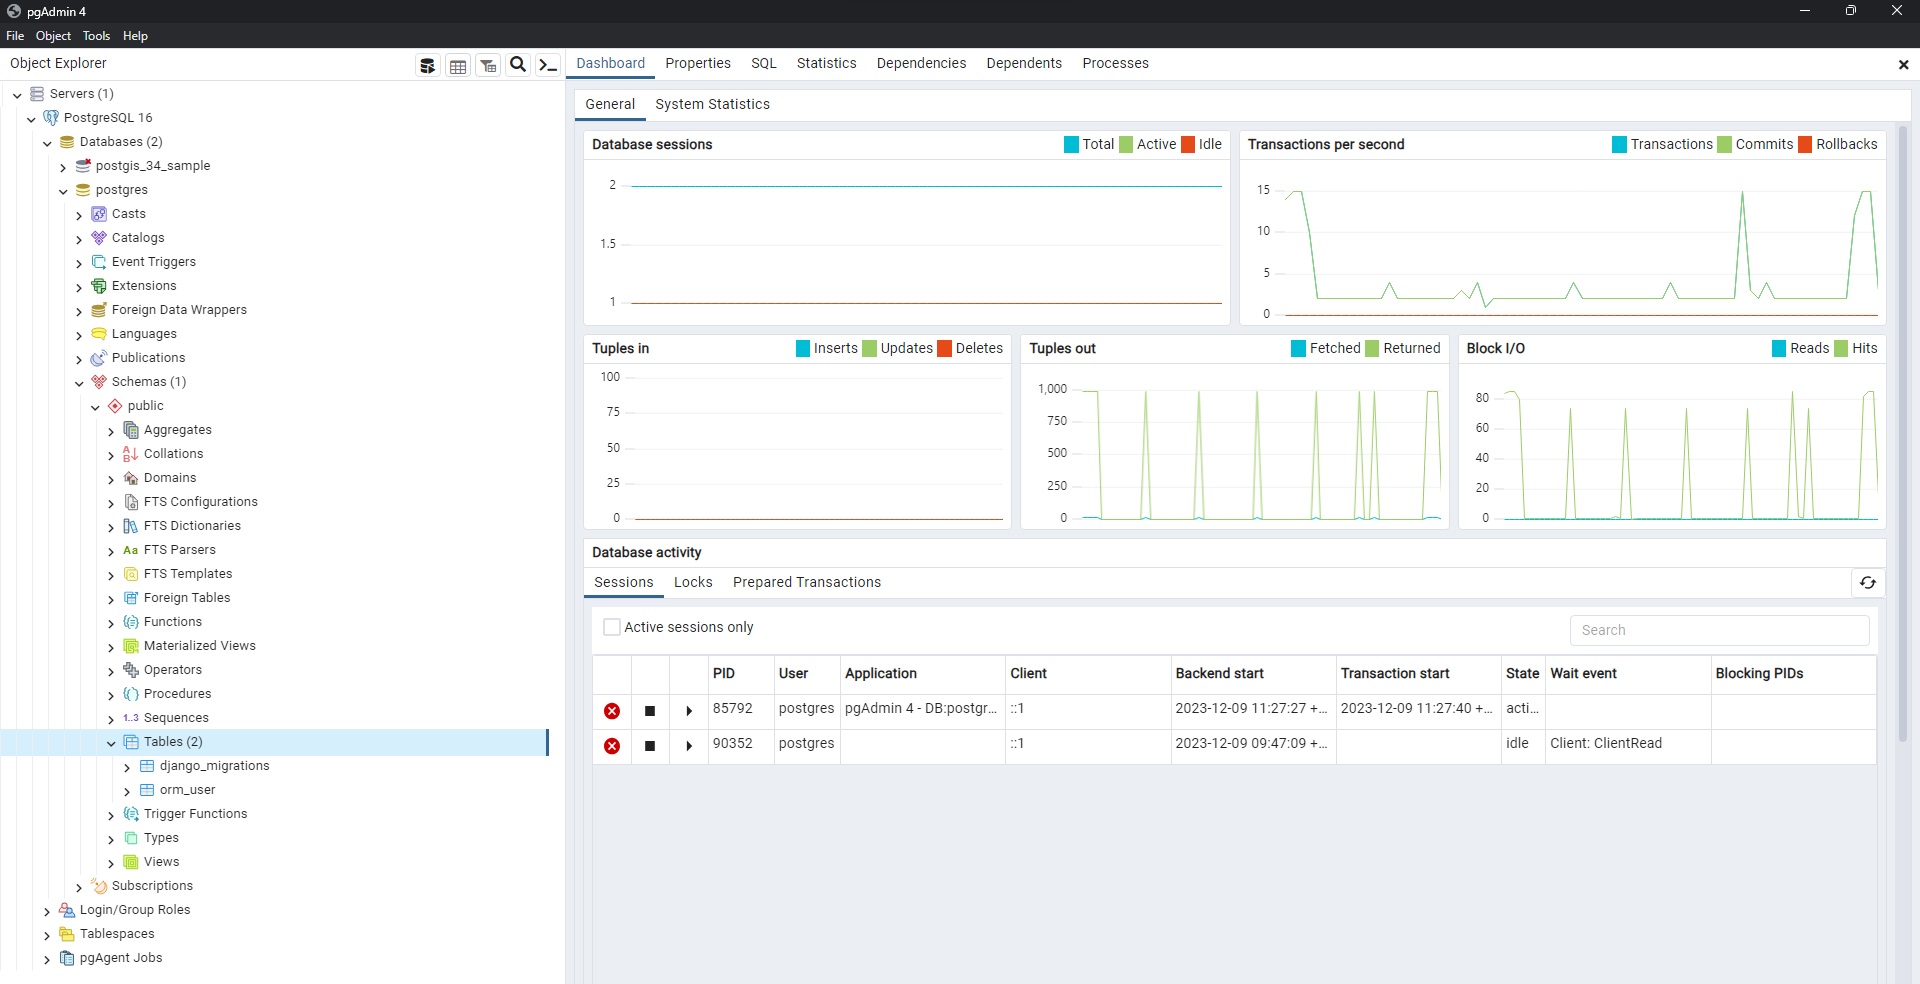 pgAdmin 4
File Object Tools Help
Object Explorer
Servers (1)
PostgreSQL 16
Databases (2)
postgis_34_sample
postgres
Casts
Catalogs
Event Triggers
Extensions
Foreign Data Wrappers
Languages
Publications
Schemas (1)
public
Aggregates
Collations
Domains
FTS Configurations
FTS Dictionaries
Aa FTS Parsers
FTS Templates
Foreign Tables
Functions
Materialized Views
Operators
Procedures
1..3 Sequences
Tables (2)
django_migrations
orm_user
Trigger Functions
Types
Views
Subscriptions
Login/Group Roles
Tablespaces
pgAgent Jobs
Dashboard Properties SQL Statistics Dependencies Dependents Processes
General System Statistics
Database sessions Total Active Idle
2
1.5
1
Transactions per second Transactions Commits Rollbacks
15
10
5
0
Tuples in Inserts Updates Deletes
100
75
50
25
0
Tuples out Fetched Returned
1,000
750
500
250
0
Block I/O Reads Hits
80
60
40
20
0
Database activity
Sessions Locks Prepared Transactions
Active sessions only Search
PID User Application Client Backend start Transaction start State Wait event Blocking PIDs
85792 postgres pgAdmin 4 - DB:postgr... ::1 2023-12-09 11:27:27 +... 2023-12-09 11:27:40 +... acti...
90352 postgres ::1 2023-12-09 09:47:09 +... idle Client: ClientRead